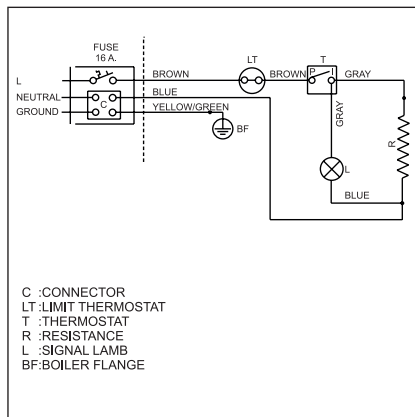 FUSE
16 A.
LT
T
L
BROWN
BROWN
P
I
GRAY
NEUTRAL
BLUE
C
GROUND
YELLOW/GREEN
GRAY
BF
R
L
BLUE
C :CONNECTOR
LT:LIMIT THERMOSTAT
T :THERMOSTAT
R :RESISTANCE
L :SIGNAL LAMB
BF:BOILER FLANGE